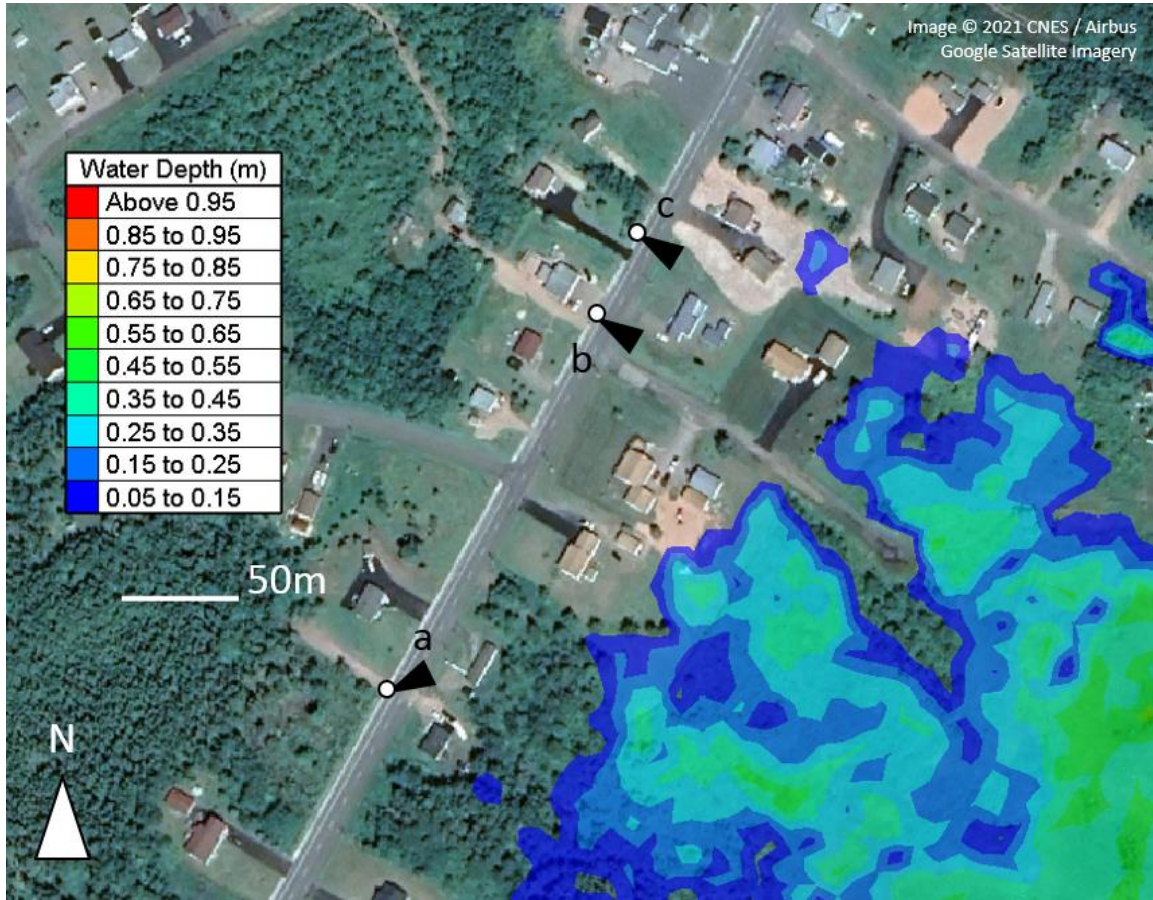 Image © 2021 CNES / Airbus
Google Satellite Imagery
Water Depth (m)
Above 0.95
0.85 to 0.95
0.75 to 0.85
0.65 to 0.75
0.55 to 0.65
0.45 to 0.55
0.35 to 0.45
0.25 to 0.35
0.15 to 0.25
0.05 to 0.15
c
b
50m
a
N